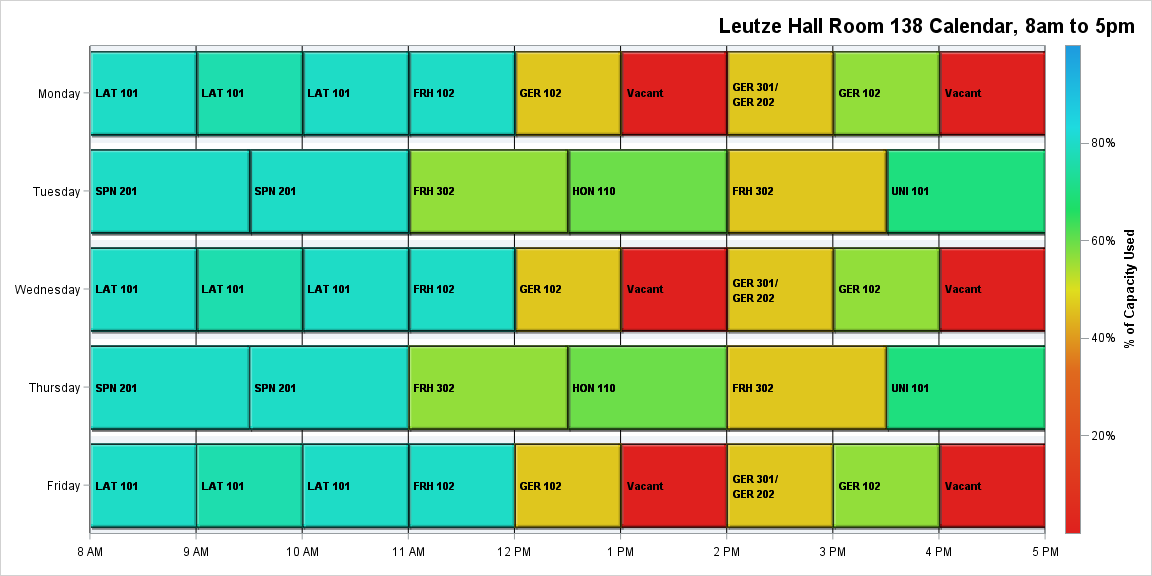 Leutze Hall Room 138 Calendar, 8am to 5pm
Monday
LAT 101
LAT 101
LAT 101
FRH 102
GER 102
Vacant
GER 301/
GER 202
GER 102
Vacant
Tuesday
SPN 201
SPN 201
FRH 302
HON 110
FRH 302
UNI 101
Wednesday
LAT 101
LAT 101
LAT 101
FRH 102
GER 102
Vacant
GER 301/
GER 202
GER 102
Vacant
Thursday
SPN 201
SPN 201
FRH 302
HON 110
FRH 302
UNI 101
Friday
LAT 101
LAT 101
LAT 101
FRH 102
GER 102
Vacant
GER 301/
GER 202
GER 102
Vacant
8 AM
9 AM
10 AM
11 AM
12 PM
1 PM
2 PM
3 PM
4 PM
5 PM
80%
60%
40%
20%
% of Capacity Used